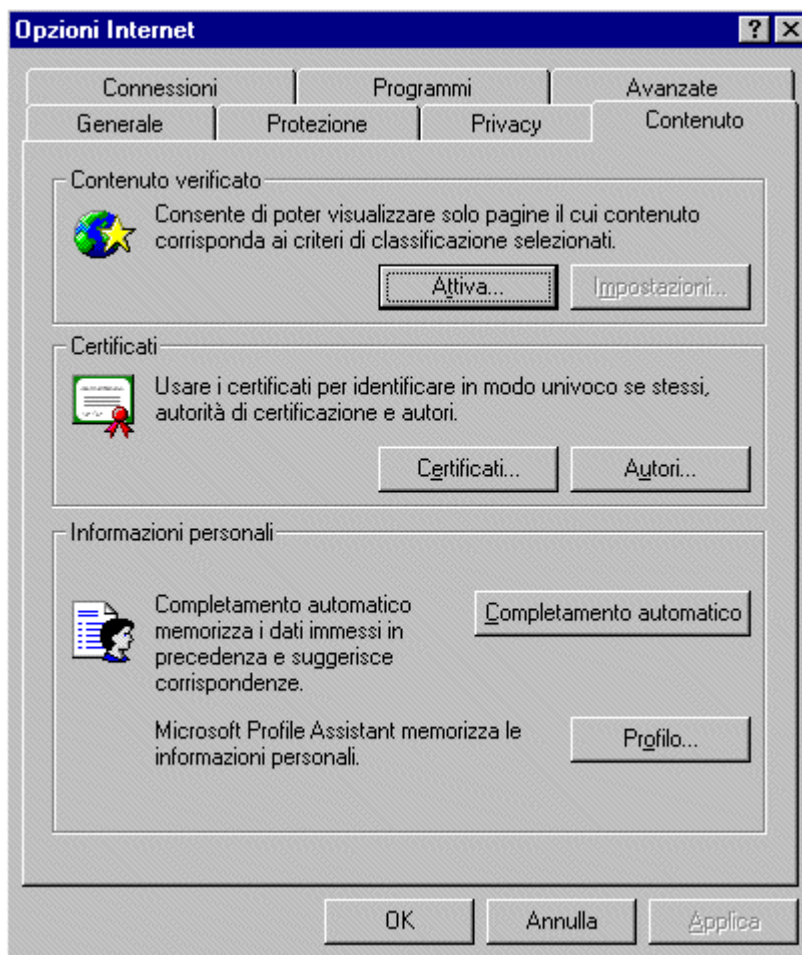 Opzioni Internet
Connessioni
Programmi
Avanzate
Generale
Protezione
Privacy
Contenuto
Contenuto verificato
Consente di poter visualizzare solo pagine il cui contenuto
corrisponda ai criteri di classificazione selezionati.
Attiva...
Impostazioni...
Certificati
Usare i certificati per identificare in modo univoco se stessi,
autorità di certificazione e autori.
Certificati...
Autori...
Informazioni personali
Completamento automatico
memorizza i dati immessi in
precedenza e suggerisce
corrispondenze.
Completamento automatico
Microsoft Profile Assistant memorizza le
informazioni personali.
Profilo...
OK
Annulla
Applica